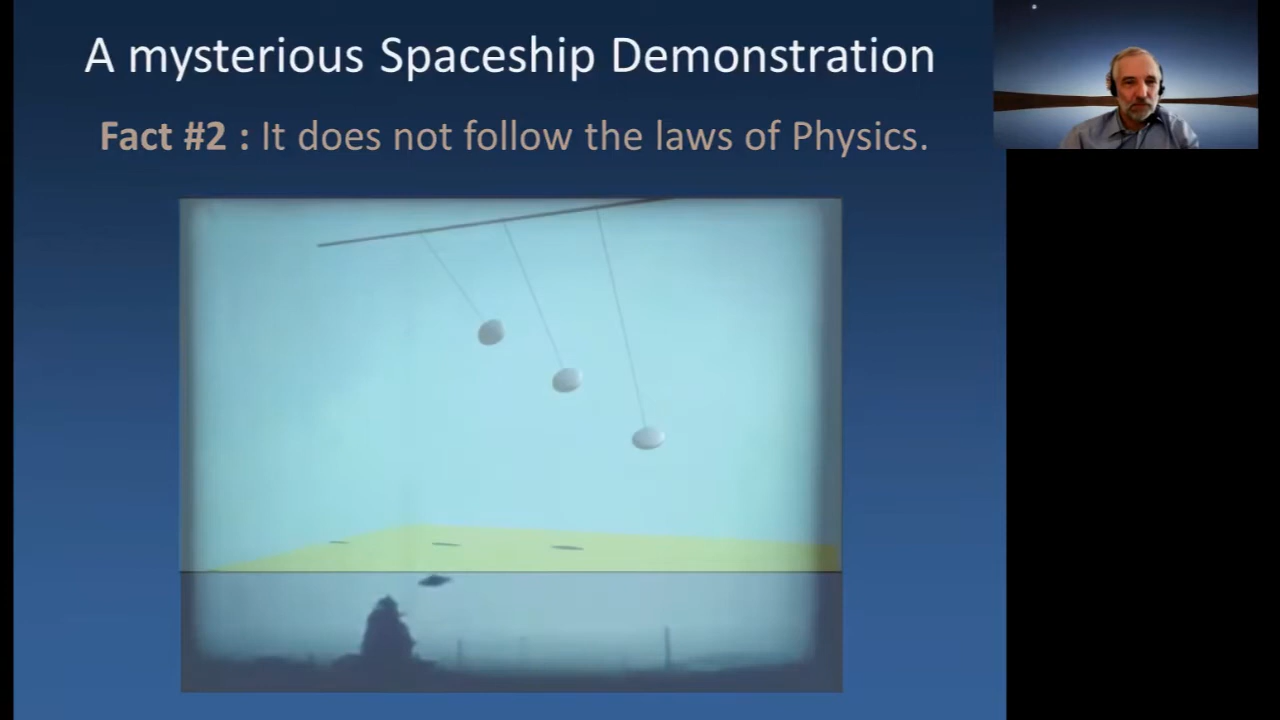 A mysterious Spaceship Demonstration
Fact #2 : It does not follow the laws of Physics.